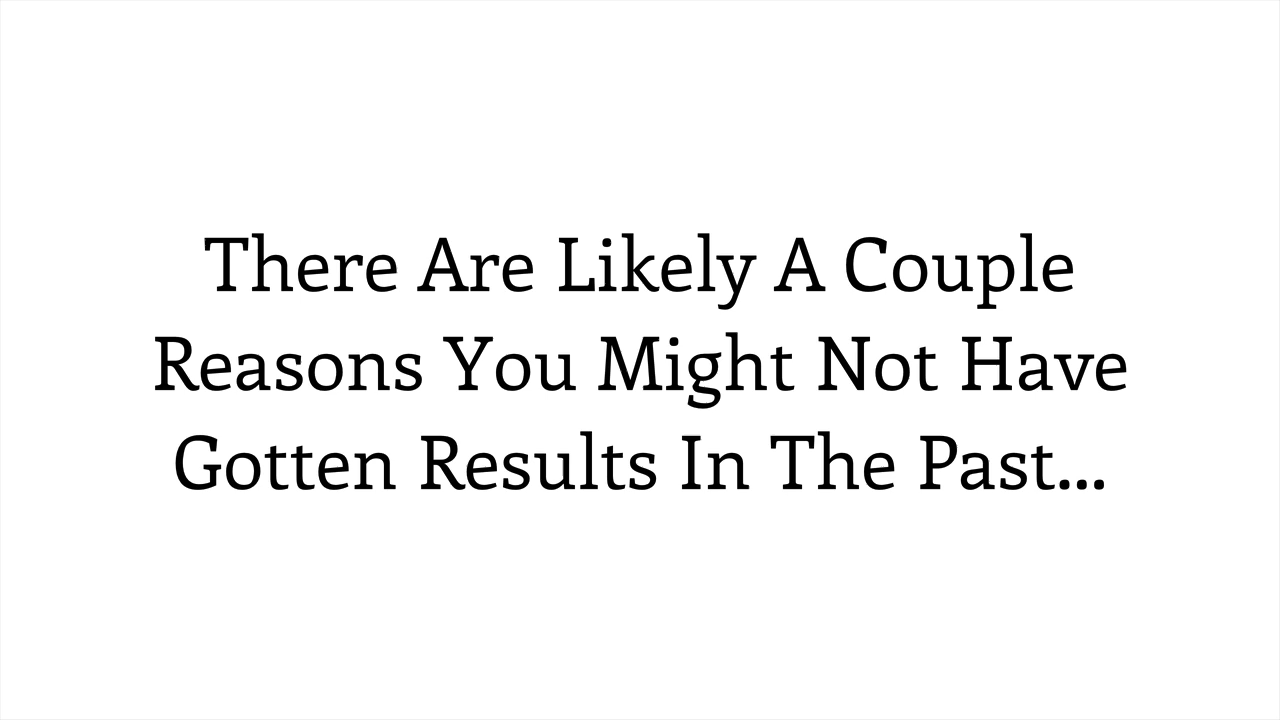 There Are Likely A Couple
Reasons You Might Not Have
Gotten Results In The Past...